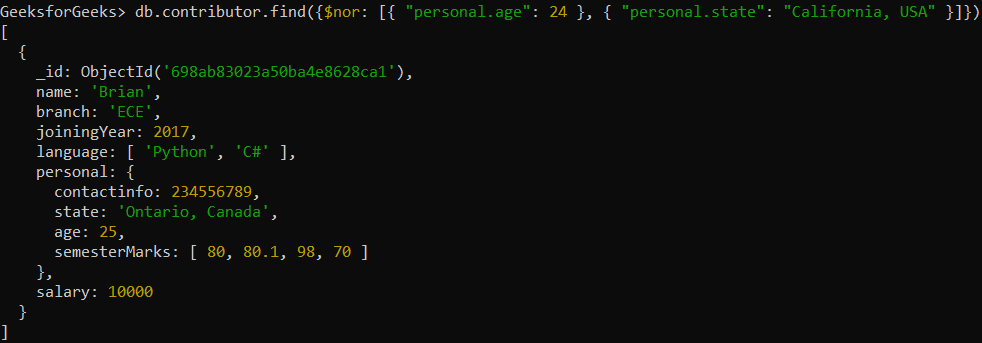 GeeksforGeeks> db.contributor.find({$nor: [{ "personal.age": 24 }, { "personal.state": "California, USA" }]})
[
  {
    _id: ObjectId('698ab83023a50ba4e8628ca1'),
    name: 'Brian',
    branch: 'ECE',
    joiningYear: 2017,
    language: [ 'Python', 'C#' ],
    personal: {
      contactinfo: 234556789,
      state: 'Ontario, Canada',
      age: 25,
      semesterMarks: [ 80, 80.1, 98, 70 ]
    },
    salary: 10000
  }
]